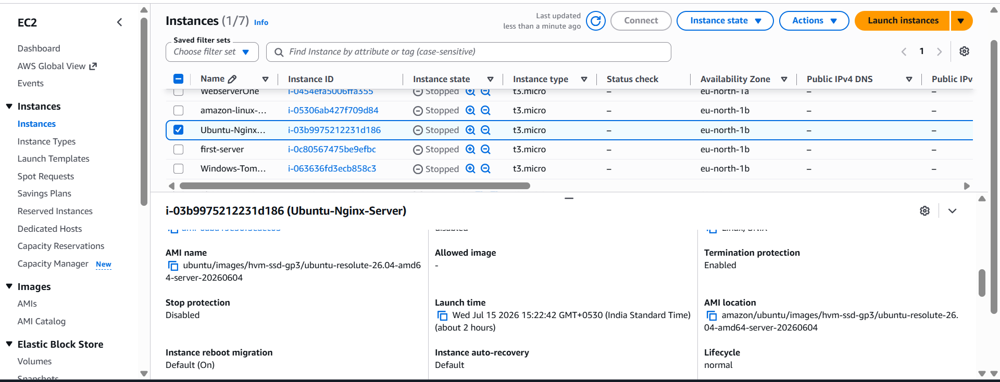 EC2
Dashboard
AWS Global View
Events
Instances
Instances
Instance Types
Launch Templates
Spot Requests
Savings Plans
Reserved Instances
Dedicated Hosts
Capacity Reservations
Capacity Manager New
Images
AMIs
AMI Catalog
Elastic Block Store
Volumes
Snapshots
Instances (1/7) Info
Last updated
less than a minute ago
Connect
Instance state
Actions
Launch instances
Saved filter sets
Choose filter set
Find Instance by attribute or tag (case-sensitive)
1
Name Instance ID Instance state Instance type Status check Availability Zone Public IPv4 DNS Public IPv
WebserverOne i-0454efa5006ffa355 Stopped t3.micro – eu-north-1a – –
amazon-linux-... i-05306ab427f709d84 Stopped t3.micro – eu-north-1b – –
Ubuntu-Nginx... i-03b9975212231d186 Stopped t3.micro – eu-north-1b – –
first-server i-0c80567475be9efbc Stopped t3.micro – eu-north-1b – –
Windows-Tom... i-063636fd3ecb858c3 Stopped t3.micro – eu-north-1b – –
i-03b9975212231d186 (Ubuntu-Nginx-Server)
disabled
Linux/UNIX
AMI name
ubuntu/images/hvm-ssd-gp3/ubuntu-resolute-26.04-amd6
4-server-20260604
Allowed image
-
Termination protection
Enabled
Stop protection
Disabled
Launch time
Wed Jul 15 2026 15:22:42 GMT+0530 (India Standard Time)
(about 2 hours)
AMI location
amazon/ubuntu/images/hvm-ssd-gp3/ubuntu-resolute-26.
04-amd64-server-20260604
Instance reboot migration
Default (On)
Instance auto-recovery
Default
Lifecycle
normal